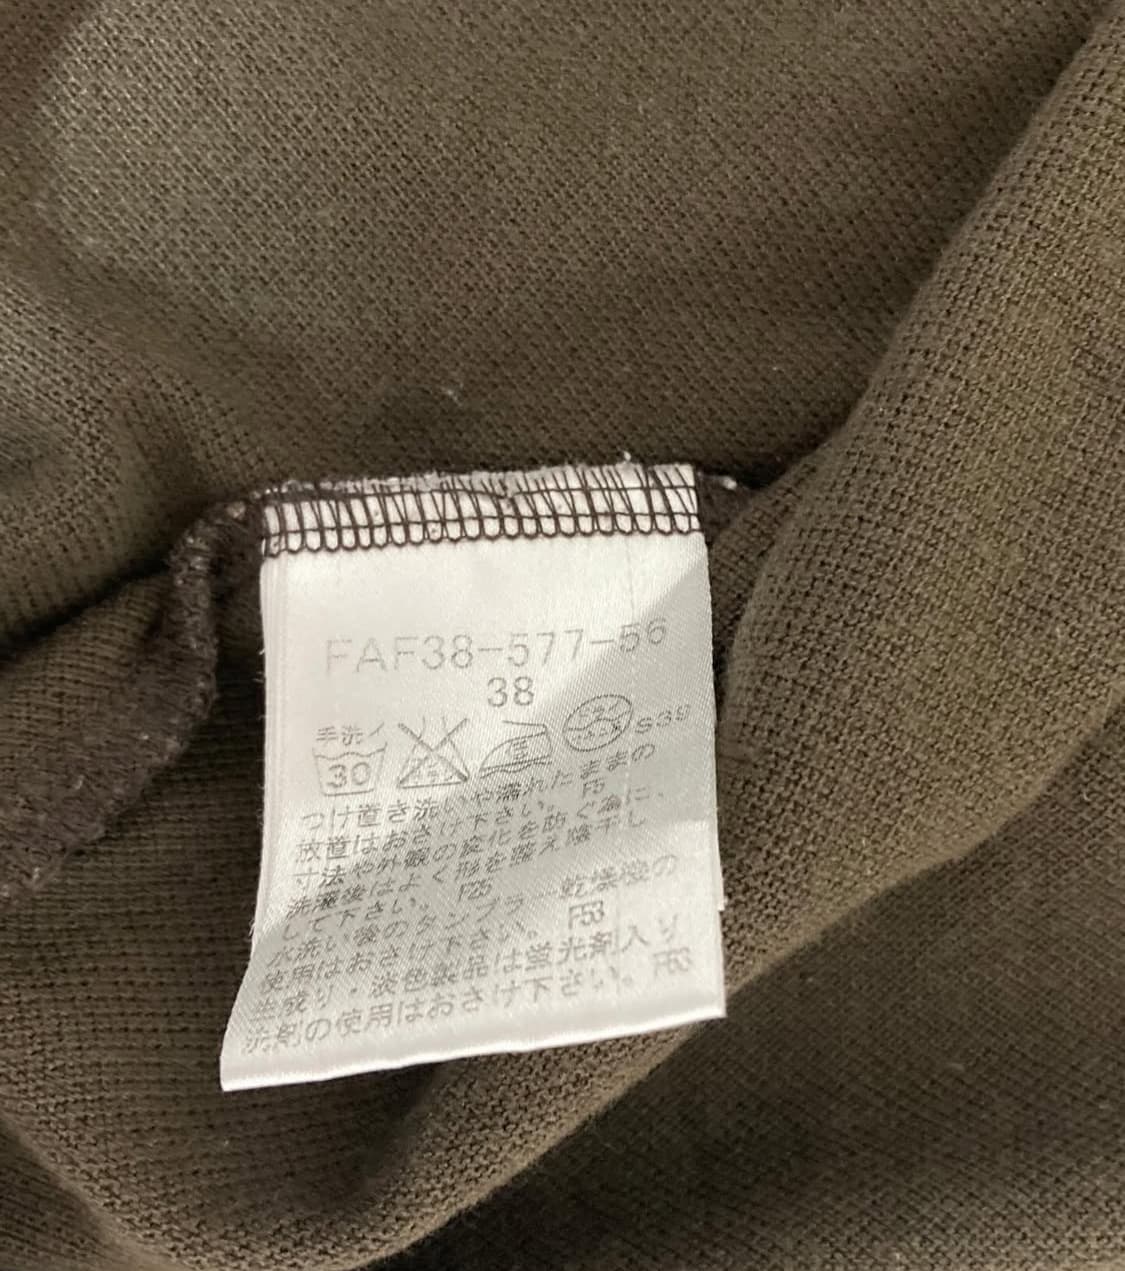 FAF38-577-56
38
手洗イ
30
S39
つけ置き洗いや濡れたままの
放置はおさけ下さい。 F5
寸法や外観の変化を防ぐ為に、
洗濯後はよく形を整え陰干し
して下さい。 F25
水洗い後のタンブラー乾燥機の
使用はおさけ下さい。 F53
生成り・淡色製品は蛍光剤入り
洗剤の使用はおさけ下さい。 F63